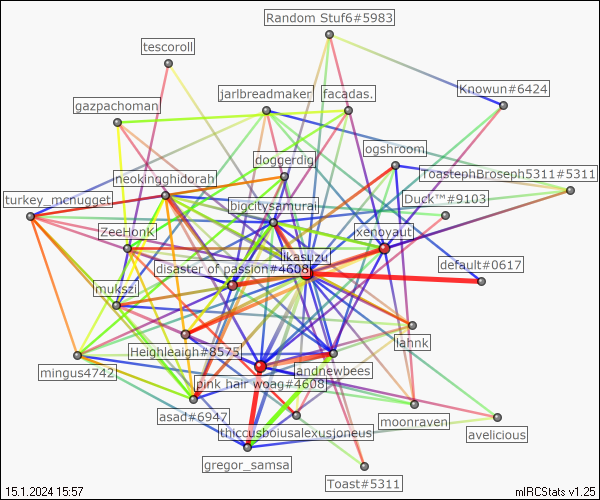 Random Stuf6#5983
tescoroll
Knowun#6424
jarlbreadmaker
facadas.
gazpachoman
ogshroom
doggerdig
ToastephBroseph5311#5311
neokingghidorah
Duck™#9103
turkey_mcnugget
bigcitysamurai
xenoyaut
ZeeHonK
ikasuzu
default#0617
disaster of passion#4608
mukszi
lahnk
Heighleaigh#8575
mingus4742
andnewbees
pink hair woag#4608
asad#6947
moonraven
thiccusboiusalexusjoneus
avelicious
gregor_samsa
Toast#5311
15.1.2024 15:57
mIRCStats v1.25